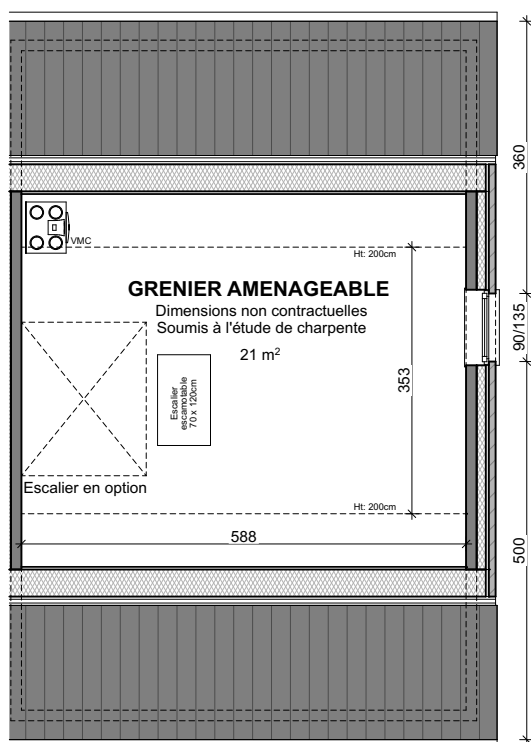 360
VMC
Ht: 200cm
GRENIER AMENAGEABLE
Dimensions non contractuelles
Soumis à l'étude de charpente
21 m²
90/135
Escalier
escamotable
70 x 120cm
353
Escalier en option
Ht: 200cm
588
500